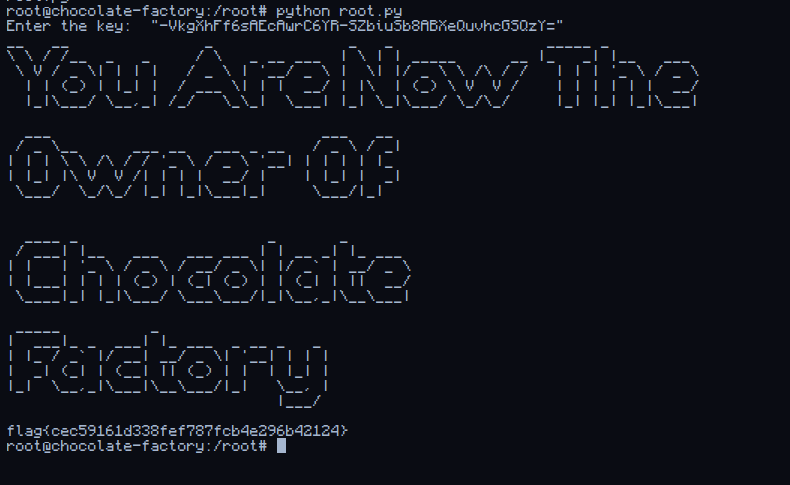 root@chocolate-factory:/root# python root.py
Enter the key:  "-VkgXhFf6sAEcAwrC6YR-SZbiuSb8ABXeQuvhcGSQzY="
You Are Now The
Owner Of
Chocolate
Factory
flag{cec59161d338fef787fcb4e296b42124}
root@chocolate-factory:/root#